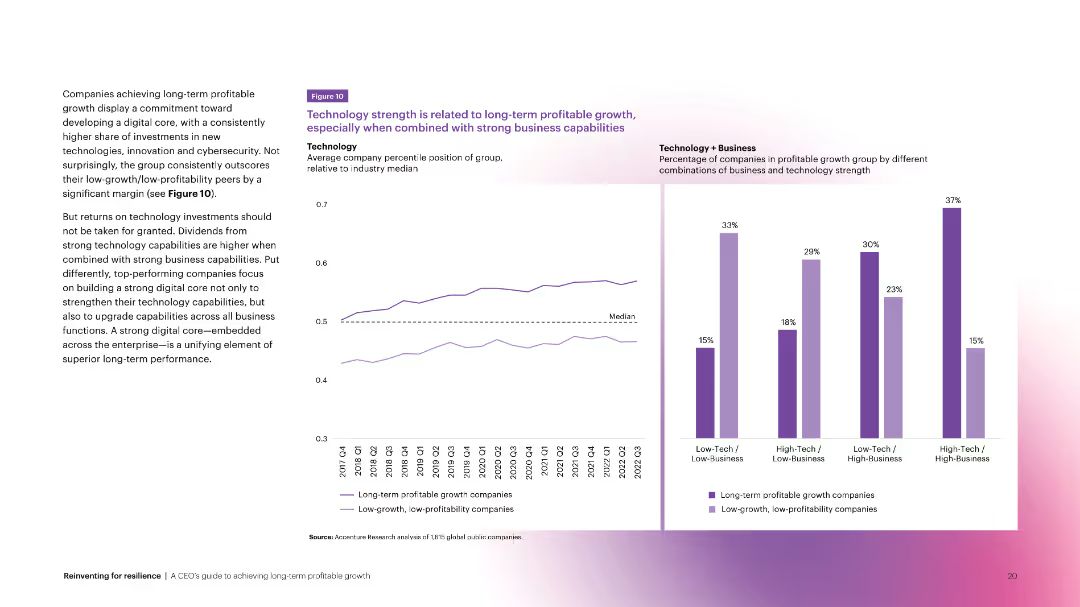 Companies achieving long-term profitable
growth display a commitment toward
developing a digital core, with a consistently
higher share of investments in new
technologies, innovation and cybersecurity. Not
surprisingly, the group consistently outscores
their low-growth/low-profitability peers by a
significant margin (see Figure 10).
But returns on technology investments should
not be taken for granted. Dividends from
strong technology capabilities are higher when
combined with strong business capabilities. Put
differently, top-performing companies focus
on building a strong digital core not only to
strengthen their technology capabilities, but
also to upgrade capabilities across all business
functions. A strong digital core—embedded
across the enterprise—is a unifying element of
superior long-term performance.
Figure 10
Technology strength is related to long-term profitable growth,
especially when combined with strong business capabilities
Technology
Average company percentile position of group,
relative to industry median
0.7
0.6
0.5
0.4
0.3
Median
2017 Q4
2018 Q1
2018 Q2
2018 Q3
2018 Q4
2019 Q1
2019 Q2
2019 Q3
2019 Q4
2020 Q1
2020 Q2
2020 Q3
2020 Q4
2021 Q1
2021 Q2
2021 Q3
2021 Q4
2022 Q1
2022 Q2
2022 Q3
Long-term profitable growth companies
Low-growth, low-profitability companies
Technology + Business
Percentage of companies in profitable growth group by different
combinations of business and technology strength
15%
33%
18%
29%
30%
23%
37%
15%
Low-Tech /
Low-Business
High-Tech /
Low-Business
Low-Tech /
High-Business
High-Tech /
High-Business
Long-term profitable growth companies
Low-growth, low-profitability companies
Source: Accenture Research analysis of 1,815 global public companies.
Reinventing for resilience | A CEO's guide to achieving long-term profitable growth
20